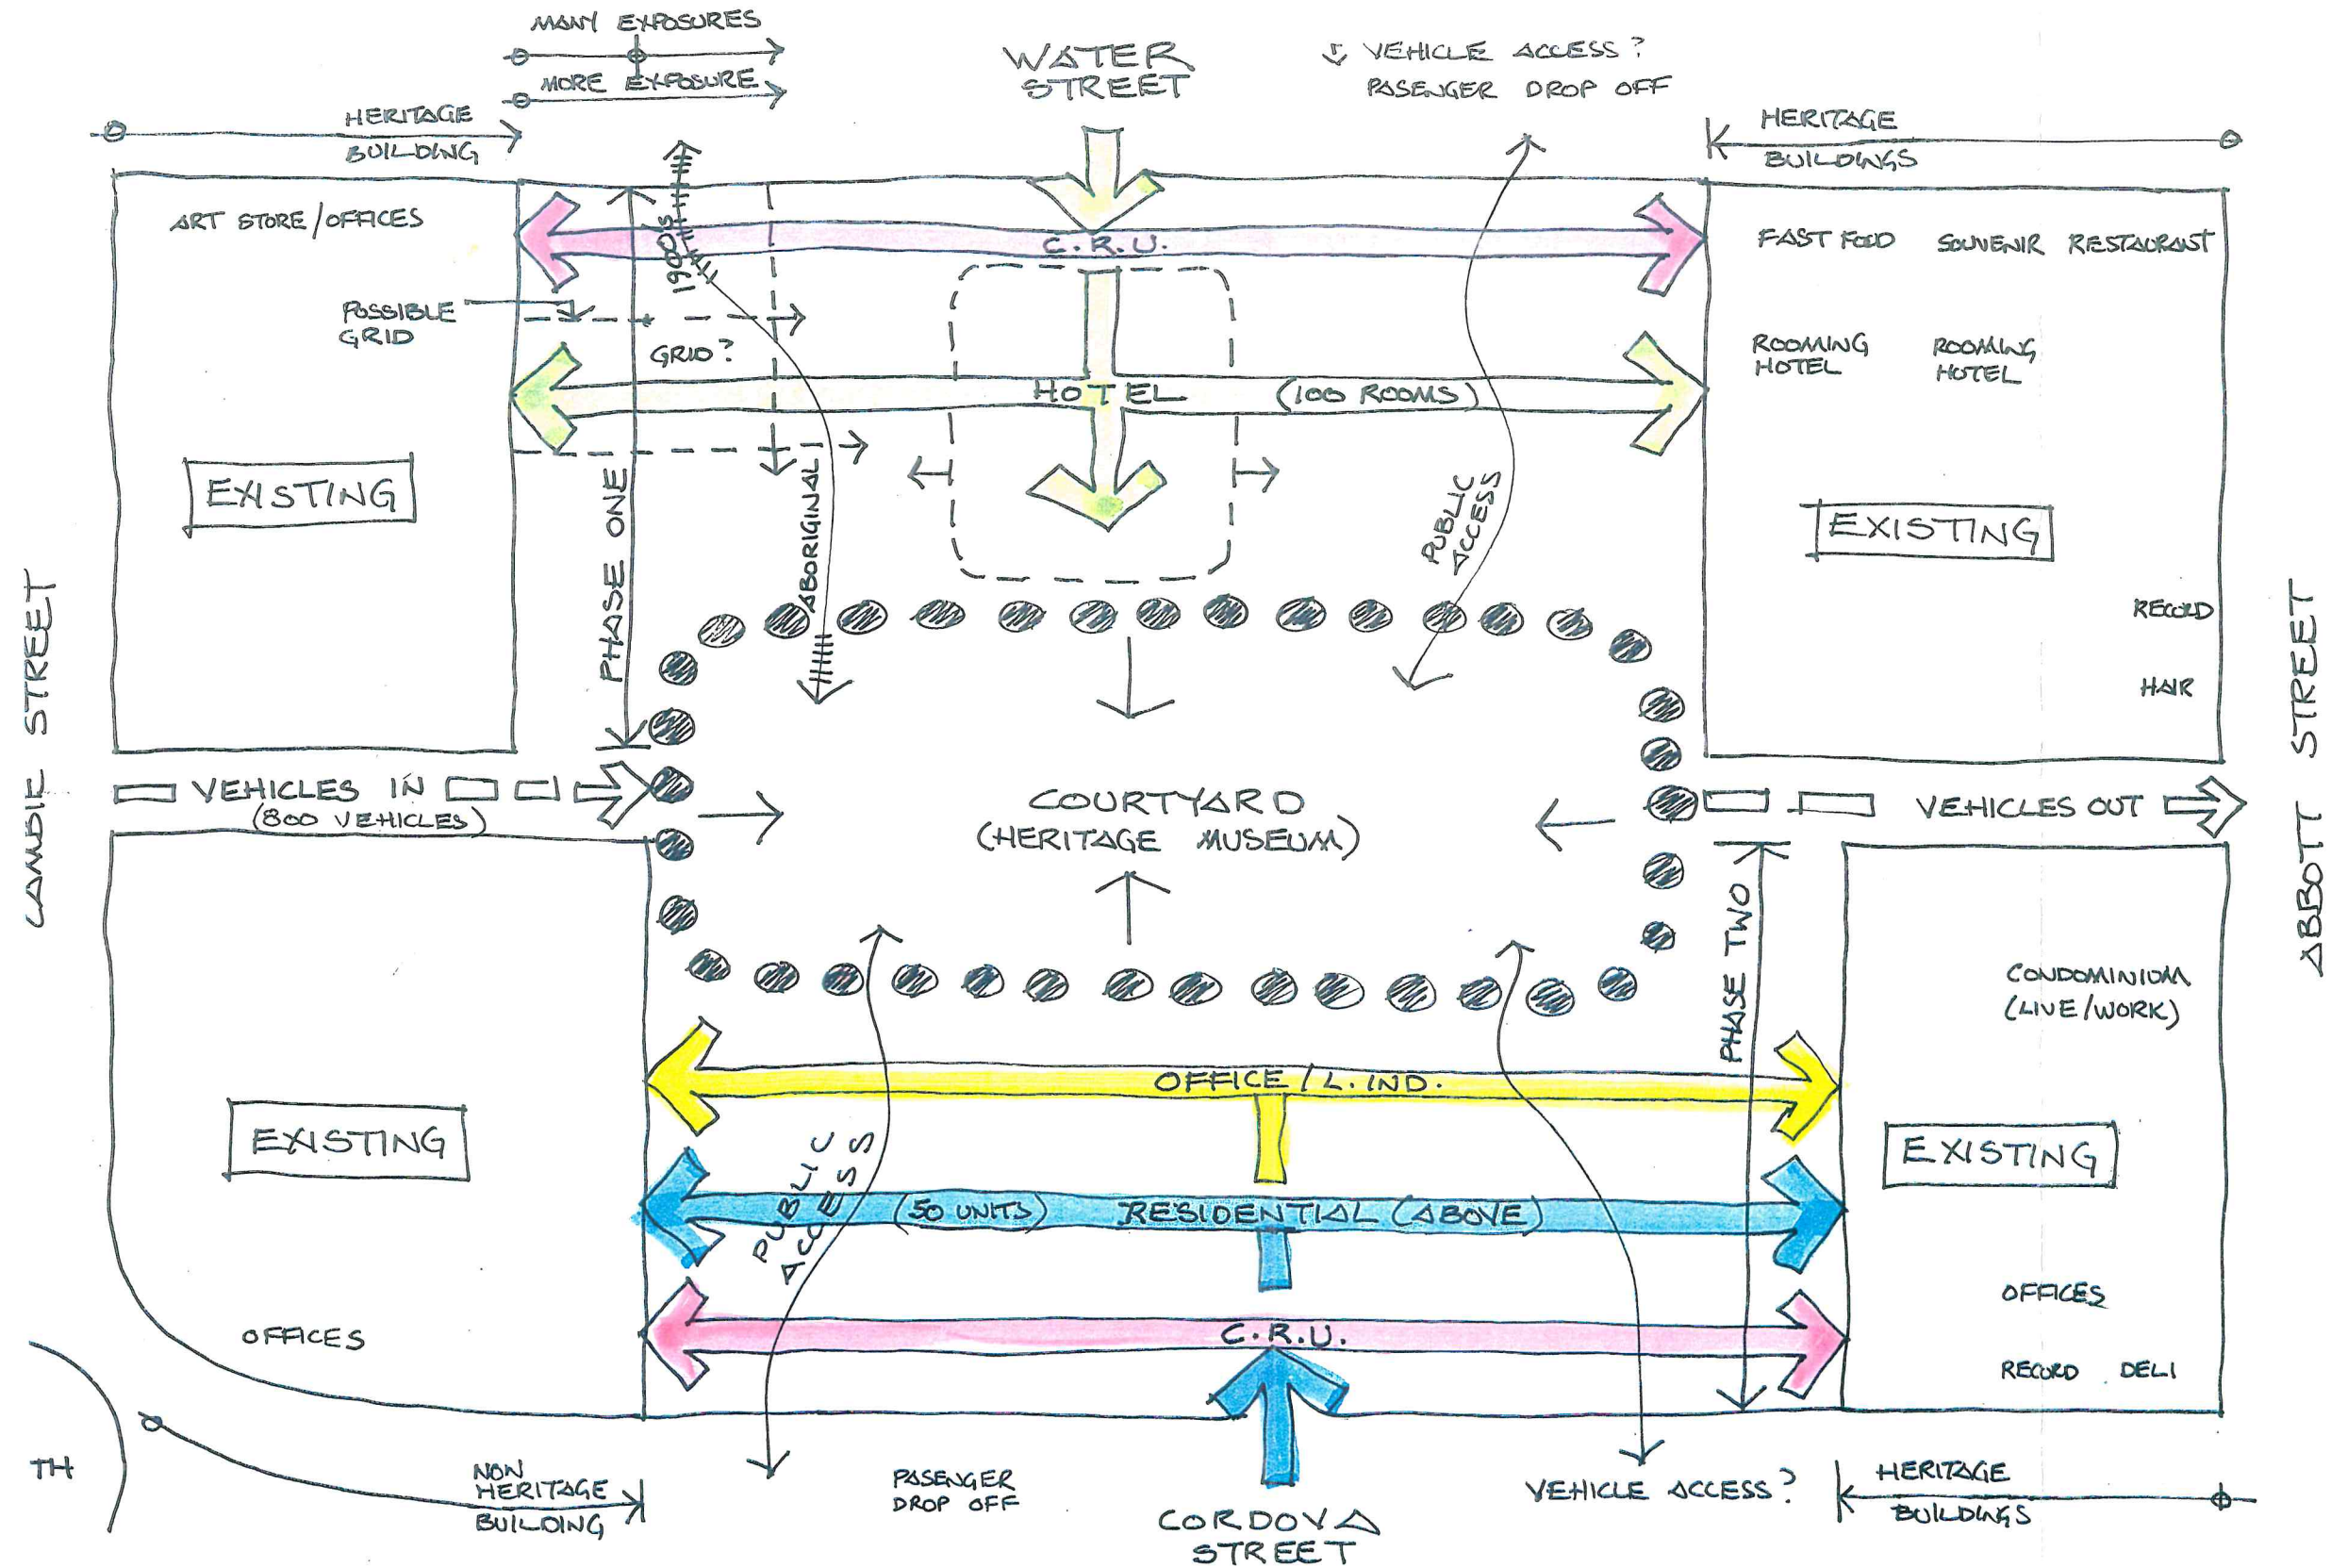 MANY EXPOSURES
MORE EXPOSURE
WATER
STREET
VEHICLE ACCESS?
PASENGER DROP OFF
HERITAGE
BUILDING
HERITAGE
BUILDINGS
ART STORE/OFFICES
1980S
C.R.U.
FAST FOOD SOUVENIR RESTAURANT
POSSIBLE
GRID
GRID?
ROOMING
HOTEL
ROOMING
HOTEL
HOTEL (100 ROOMS)
EXISTING
PHASE ONE
ABORIGINAL
PUBLIC
ACCESS
EXISTING
RECORD
HAIR
CAMBIE STREET
ABBOTT STREET
VEHICLES IN
(800 VEHICLES)
COURTYARD
(HERITAGE MUSEUM)
VEHICLES OUT
PHASE TWO
CONDOMINIUM
(LIVE/WORK)
OFFICE/L. IND.
EXISTING
EXISTING
PUBLIC
ACCESS
(50 UNITS) RESIDENTIAL (ABOVE)
OFFICES
OFFICES
C.R.U.
RECORD DELI
TH
NON
HERITAGE
BUILDING
PASENGER
DROP OFF
CORDOVA
STREET
VEHICLE ACCESS?
HERITAGE
BUILDINGS